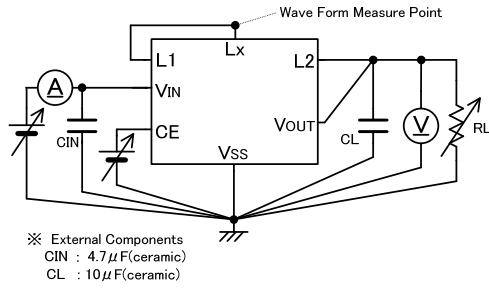 Wave Form Measure Point
Lx
L1
L2
A
VIN
VOUT
CE
CIN
CL
V
RL
VSS
※ External Components
CIN : 4.7μF(ceramic)
CL : 10μF(ceramic)